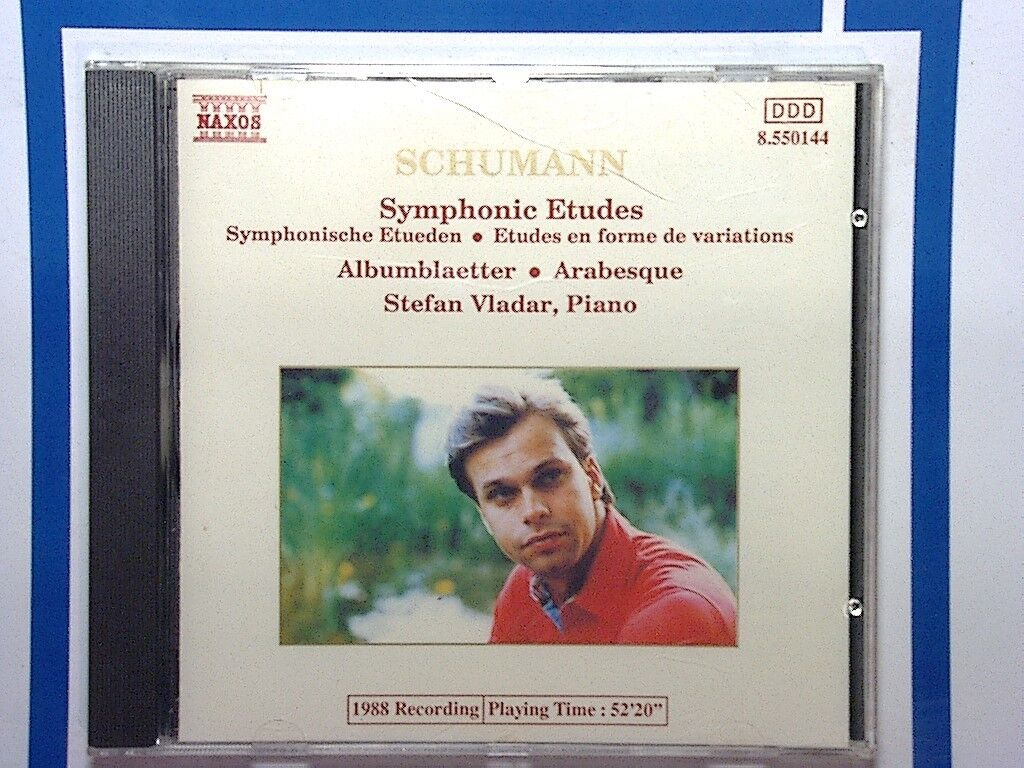 NAXOS
DDD
8.550144
SCHUMANN
Symphonic Etudes
Symphonische Etueden • Etudes en forme de variations
Albumblaetter • Arabesque
Stefan Vladar, Piano
1988 Recording Playing Time : 52'20”